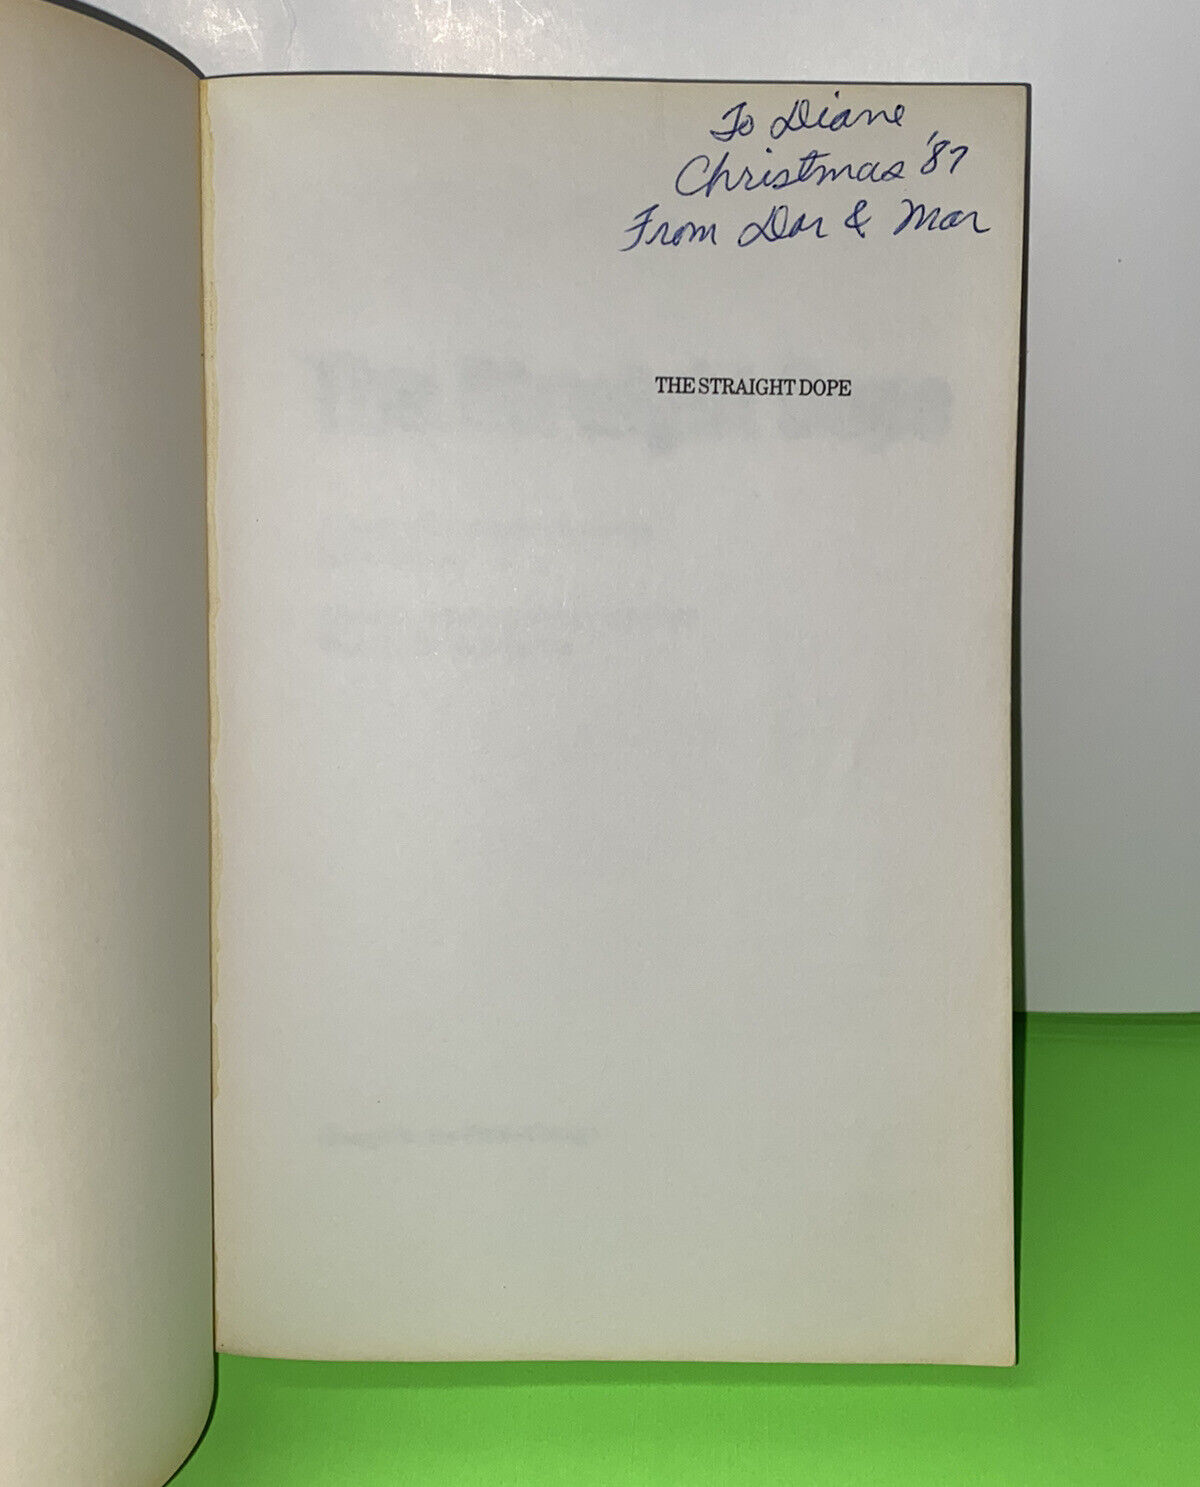 To Diane
Christmas '87
From Dar & Mar
THE STRAIGHT DOPE